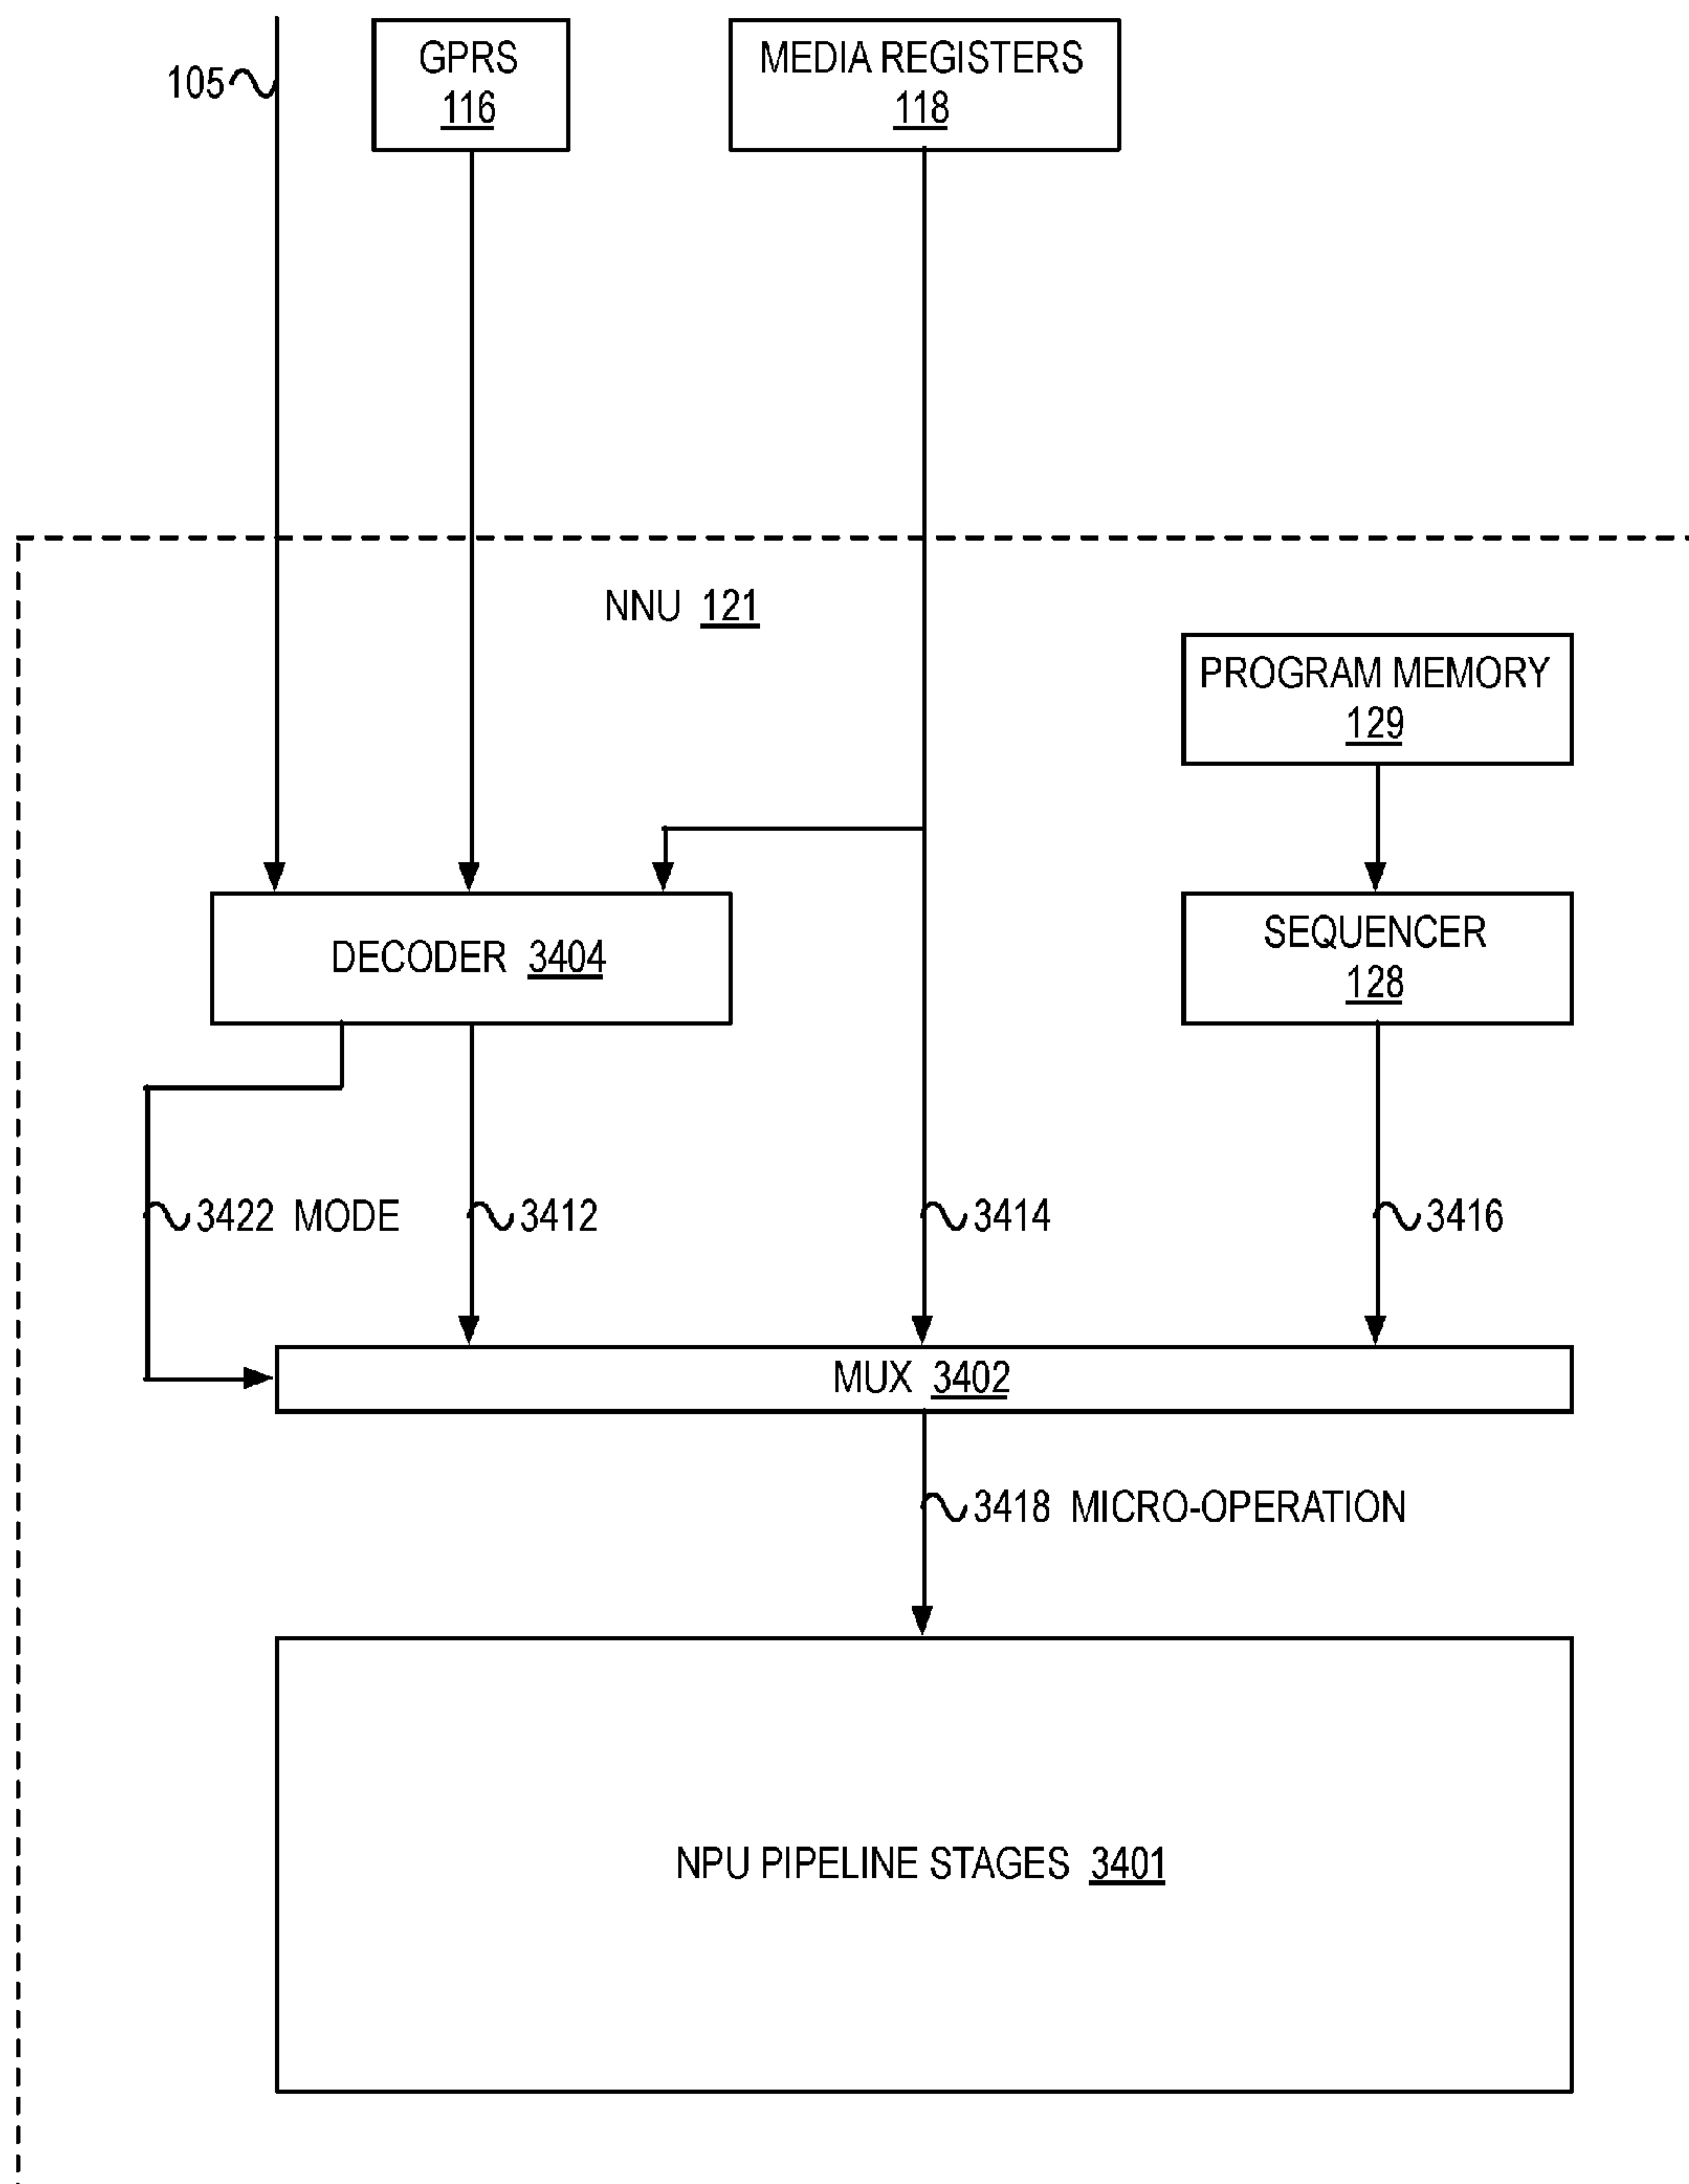 105
GPRS
116
MEDIA REGISTERS
118
NNU 121
PROGRAM MEMORY
129
DECODER 3404
SEQUENCER
128
3422 MODE
3412
3414
3416
MUX 3402
3418 MICRO-OPERATION
NPU PIPELINE STAGES 3401